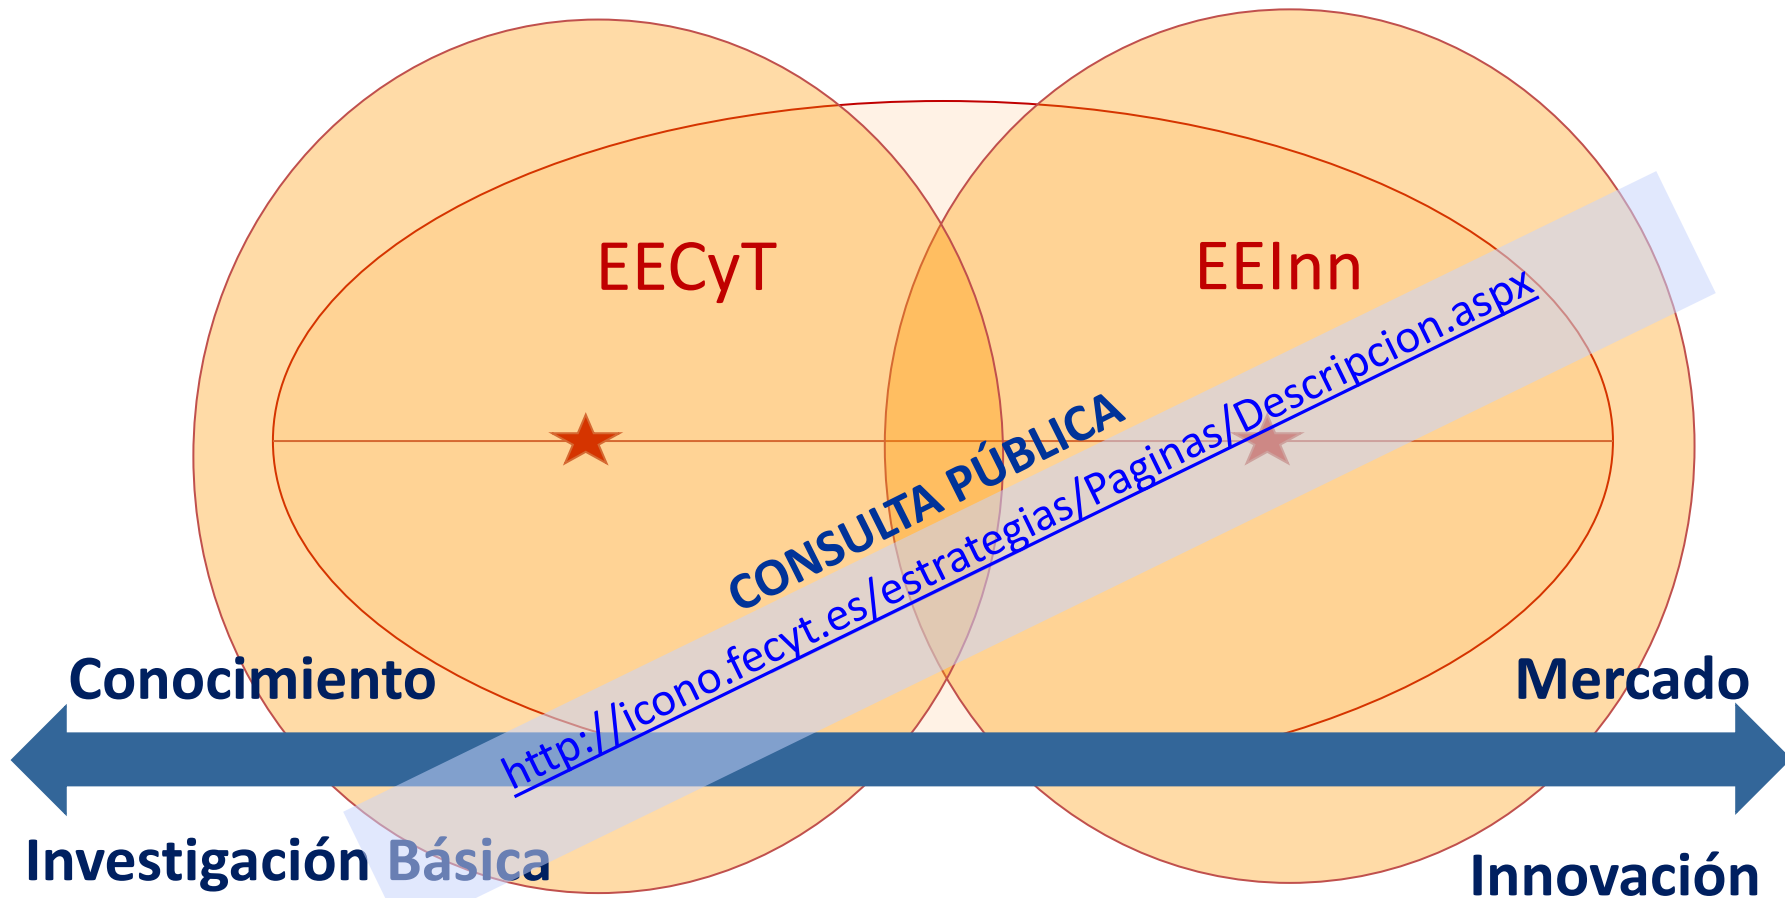 EECyT
EEInn
CONSULTA PÚBLICA
http://icono.fecyt.es/estrategias/Paginas/Descripcion.aspx
Conocimiento
Mercado
Investigación Básica
Innovación